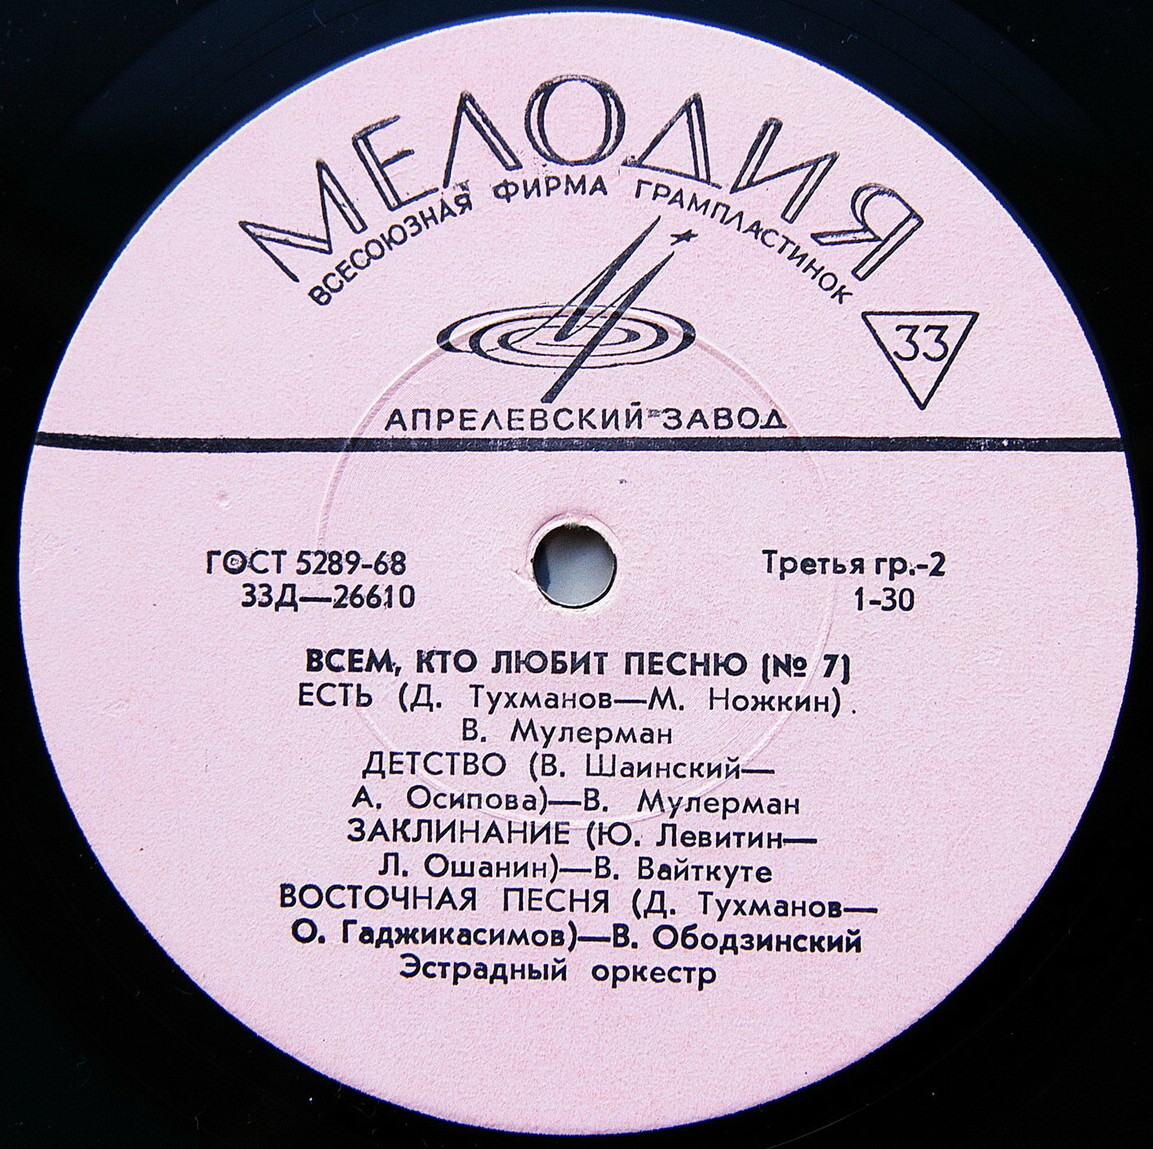 МЕЛОДИЯ
ВСЕСОЮЗНАЯ ФИРМА ГРАМПЛАСТИНОК
33
АПРЕЛЕВСКИЙ ЗАВОД
ГОСТ 5289-68
Третья гр.-2
33Д—26610
1-30
ВСЕМ, КТО ЛЮБИТ ПЕСНЮ (№ 7)
ЕСТЬ (Д. Тухманов—М. Ножкин).
В. Мулерман
ДЕТСТВО (В. Шаинский—
А. Осипова)—В. Мулерман
ЗАКЛИНАНИЕ (Ю. Левитин—
Л. Ошанин)—В. Вайткуте
ВОСТОЧНАЯ ПЕСНЯ (Д. Тухманов—
О. Гаджикасимов)—В. Ободзинский
Эстрадный оркестр